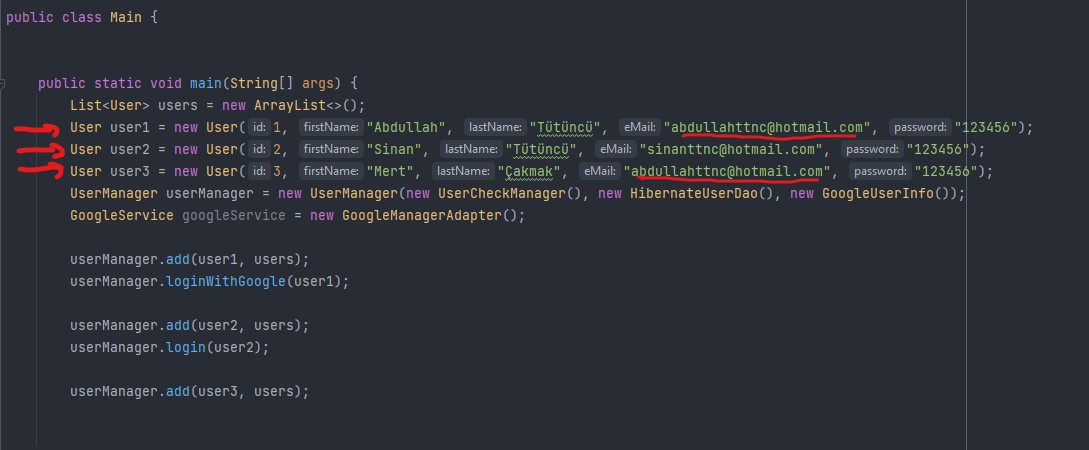 public class Main {
public static void main(String[] args) {
List<User> users = new ArrayList<>();
User user1 = new User( id: 1, firstName: "Abdullah", lastName: "Tütüncü", eMail: "abdullahttnc@hotmail.com", password: "123456");
User user2 = new User( id: 2, firstName: "Sinan", lastName: "Tütüncü", eMail: "sinanttnc@hotmail.com", password: "123456");
User user3 = new User( id: 3, firstName: "Mert", lastName: "Çakmak", eMail: "abdullahttnc@hotmail.com", password: "123456");
UserManager userManager = new UserManager(new UserCheckManager(), new HibernateUserDao(), new GoogleUserInfo());
GoogleService googleService = new GoogleManagerAdapter();
userManager.add(user1, users);
userManager.loginWithGoogle(user1);
userManager.add(user2, users);
userManager.login(user2);
userManager.add(user3, users);